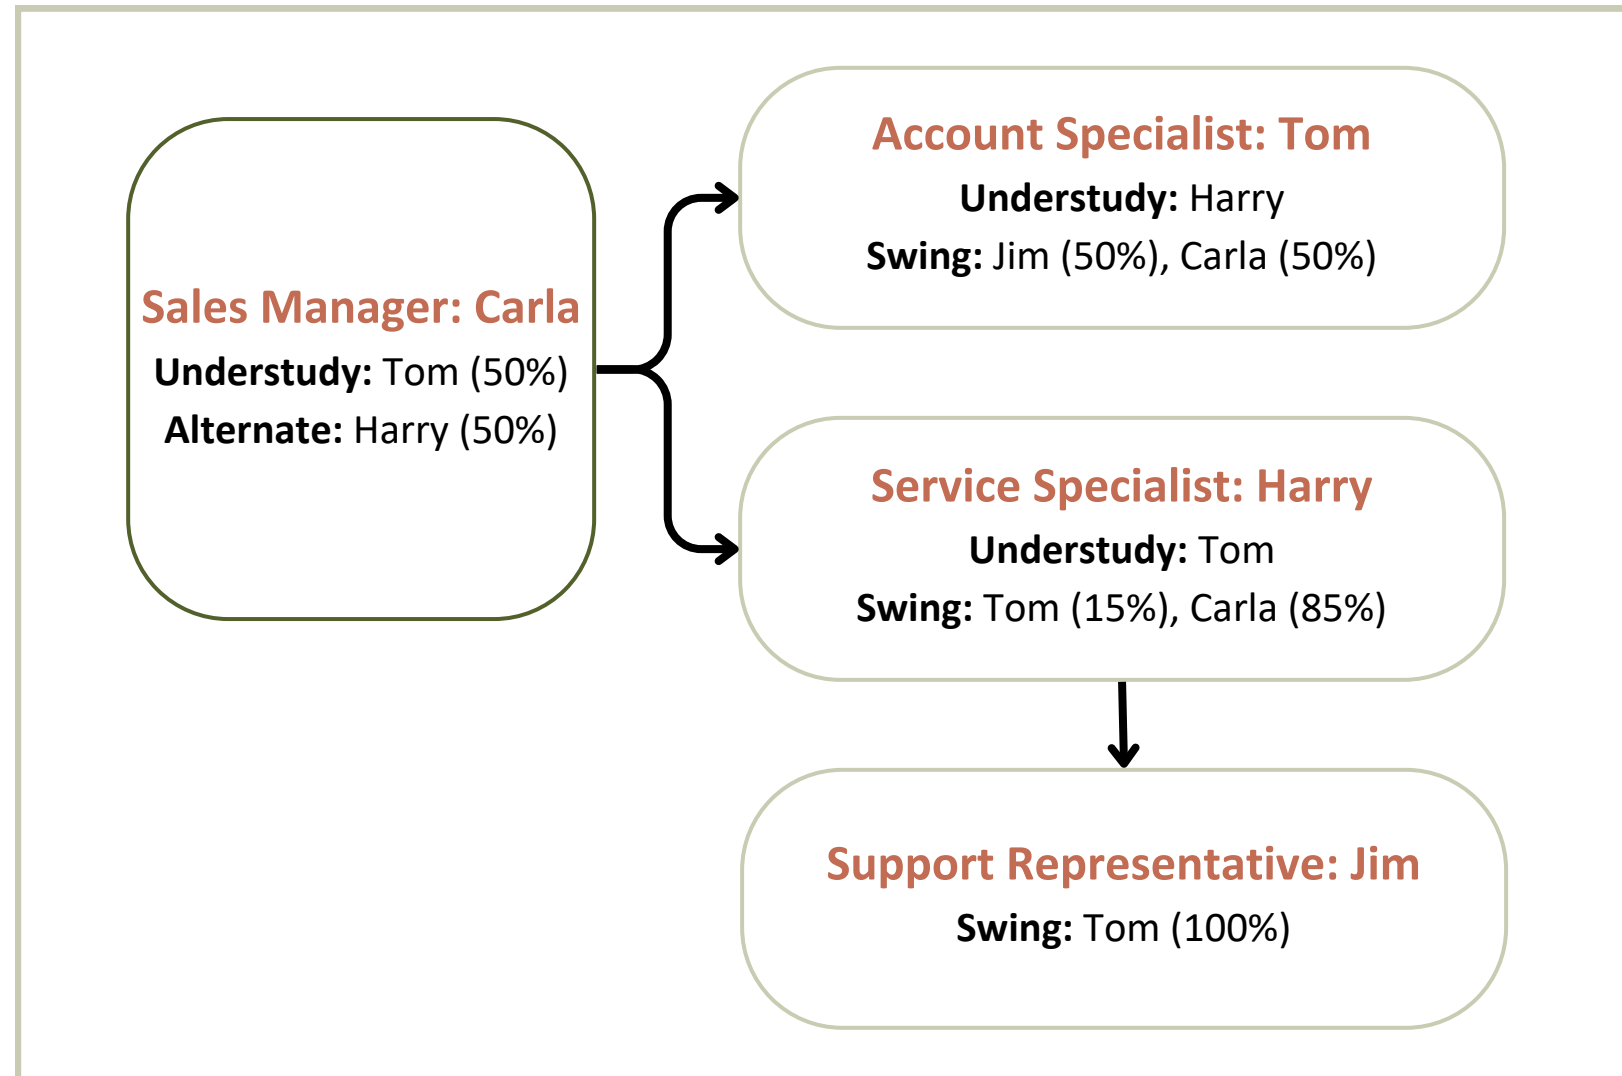 Sales Manager: Carla
Understudy: Tom (50%)
Alternate: Harry (50%)
Account Specialist: Tom
Understudy: Harry
Swing: Jim (50%), Carla (50%)
Service Specialist: Harry
Understudy: Tom
Swing: Tom (15%), Carla (85%)
Support Representative: Jim
Swing: Tom (100%)